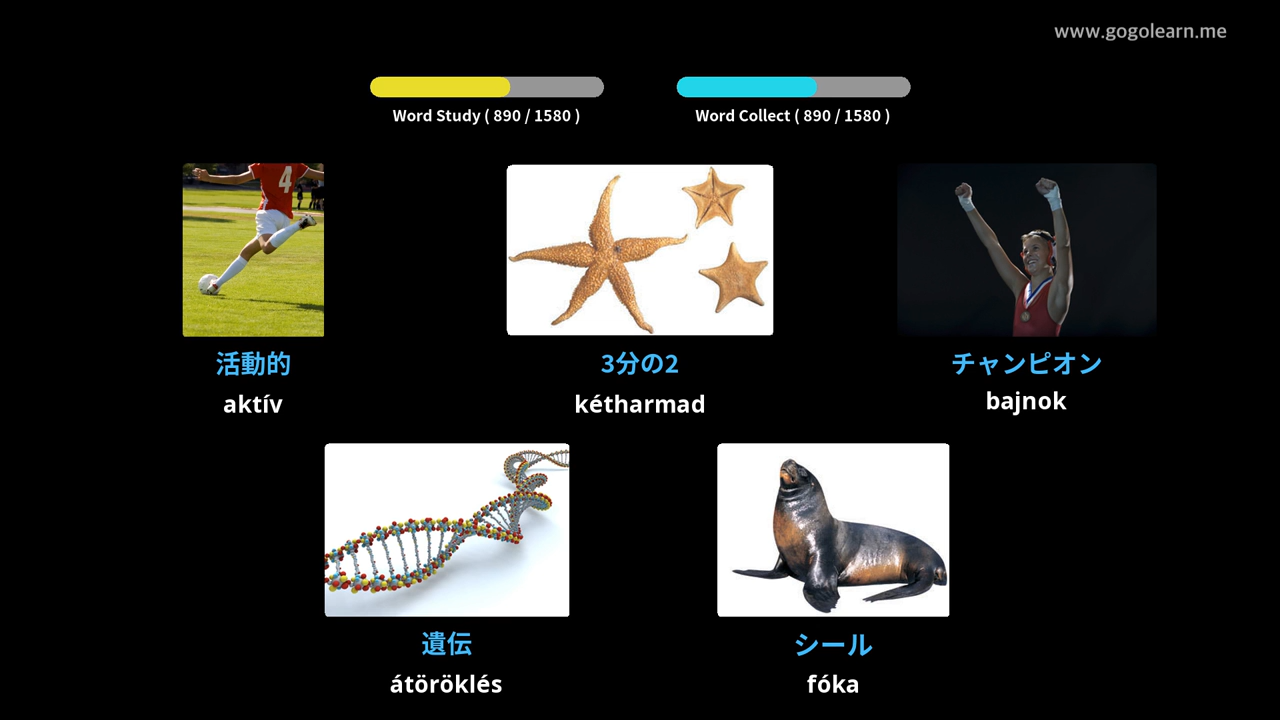 www.gogolearn.me
Word Study ( 890 / 1580 )
Word Collect ( 890 / 1580 )
4
活動的
aktív
3分の2
kétharmad
チャンピオン
bajnok
遺伝
átöröklés
シール
fóka